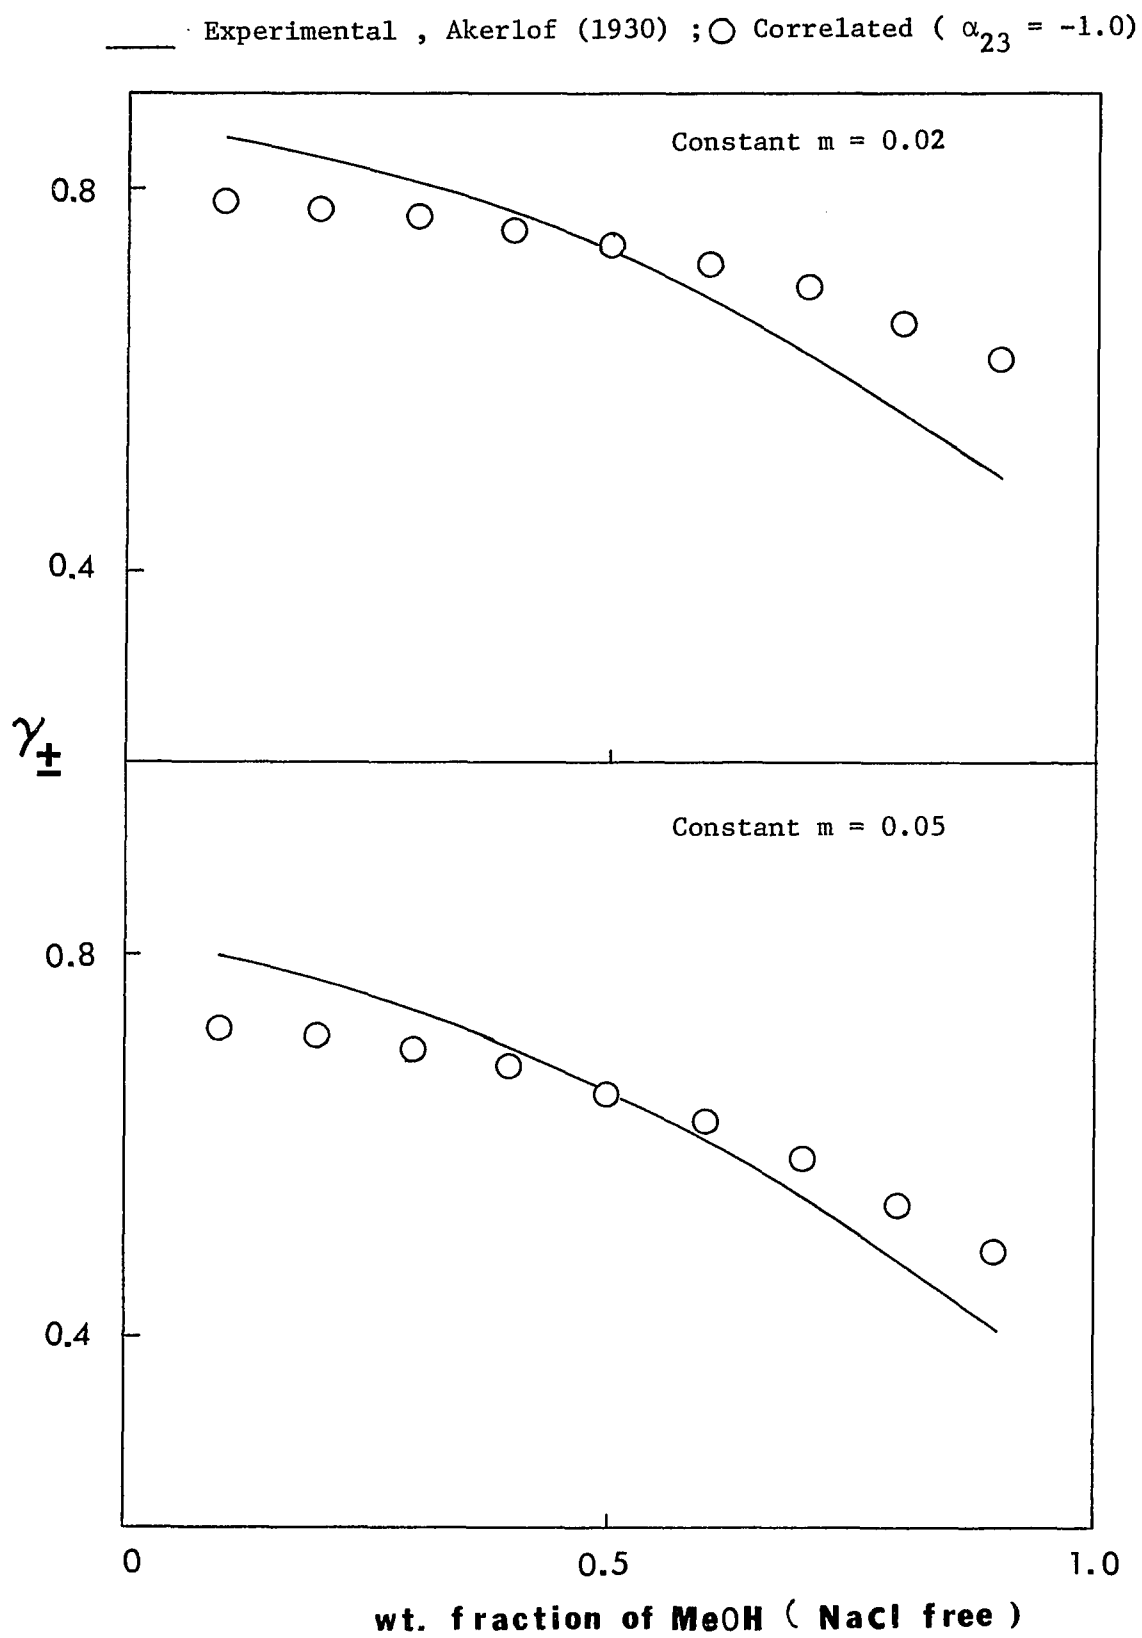 Experimental , Akerlof (1930) ; ○ Correlated ( α23 = -1.0)
Constant m = 0.02
0.8
0.4
γ±
Constant m = 0.05
0.8
0.4
0 0.5 1.0
wt. fraction of MeOH ( NaCl free )